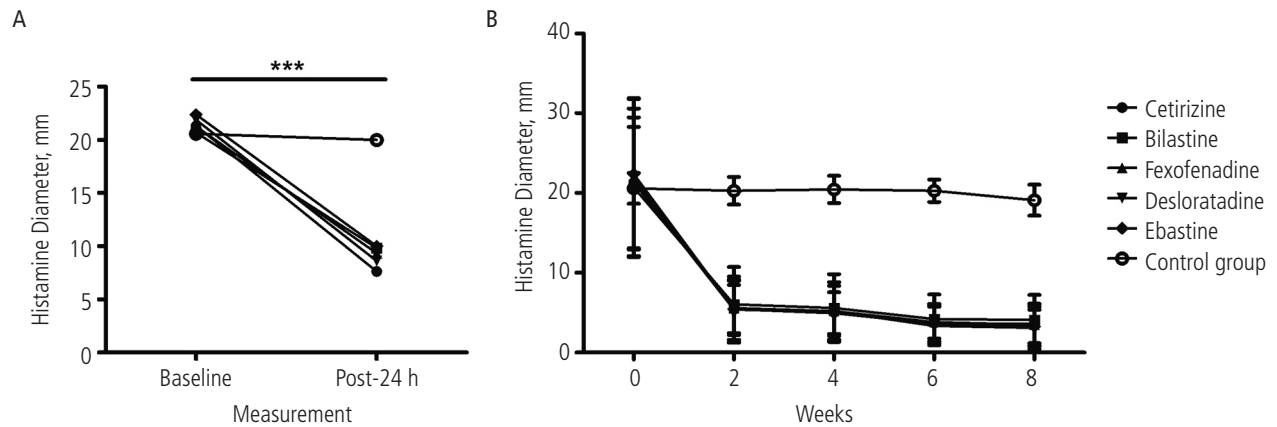 A
***
25
20
15
10
5
0
Histamine Diameter, mm
Baseline Post-24 h
Measurement
B
40
30
20
10
0
Histamine Diameter, mm
0 2 4 6 8
Weeks
Cetirizine
Bilastine
Fexofenadine
Desloratadine
Ebastine
Control group